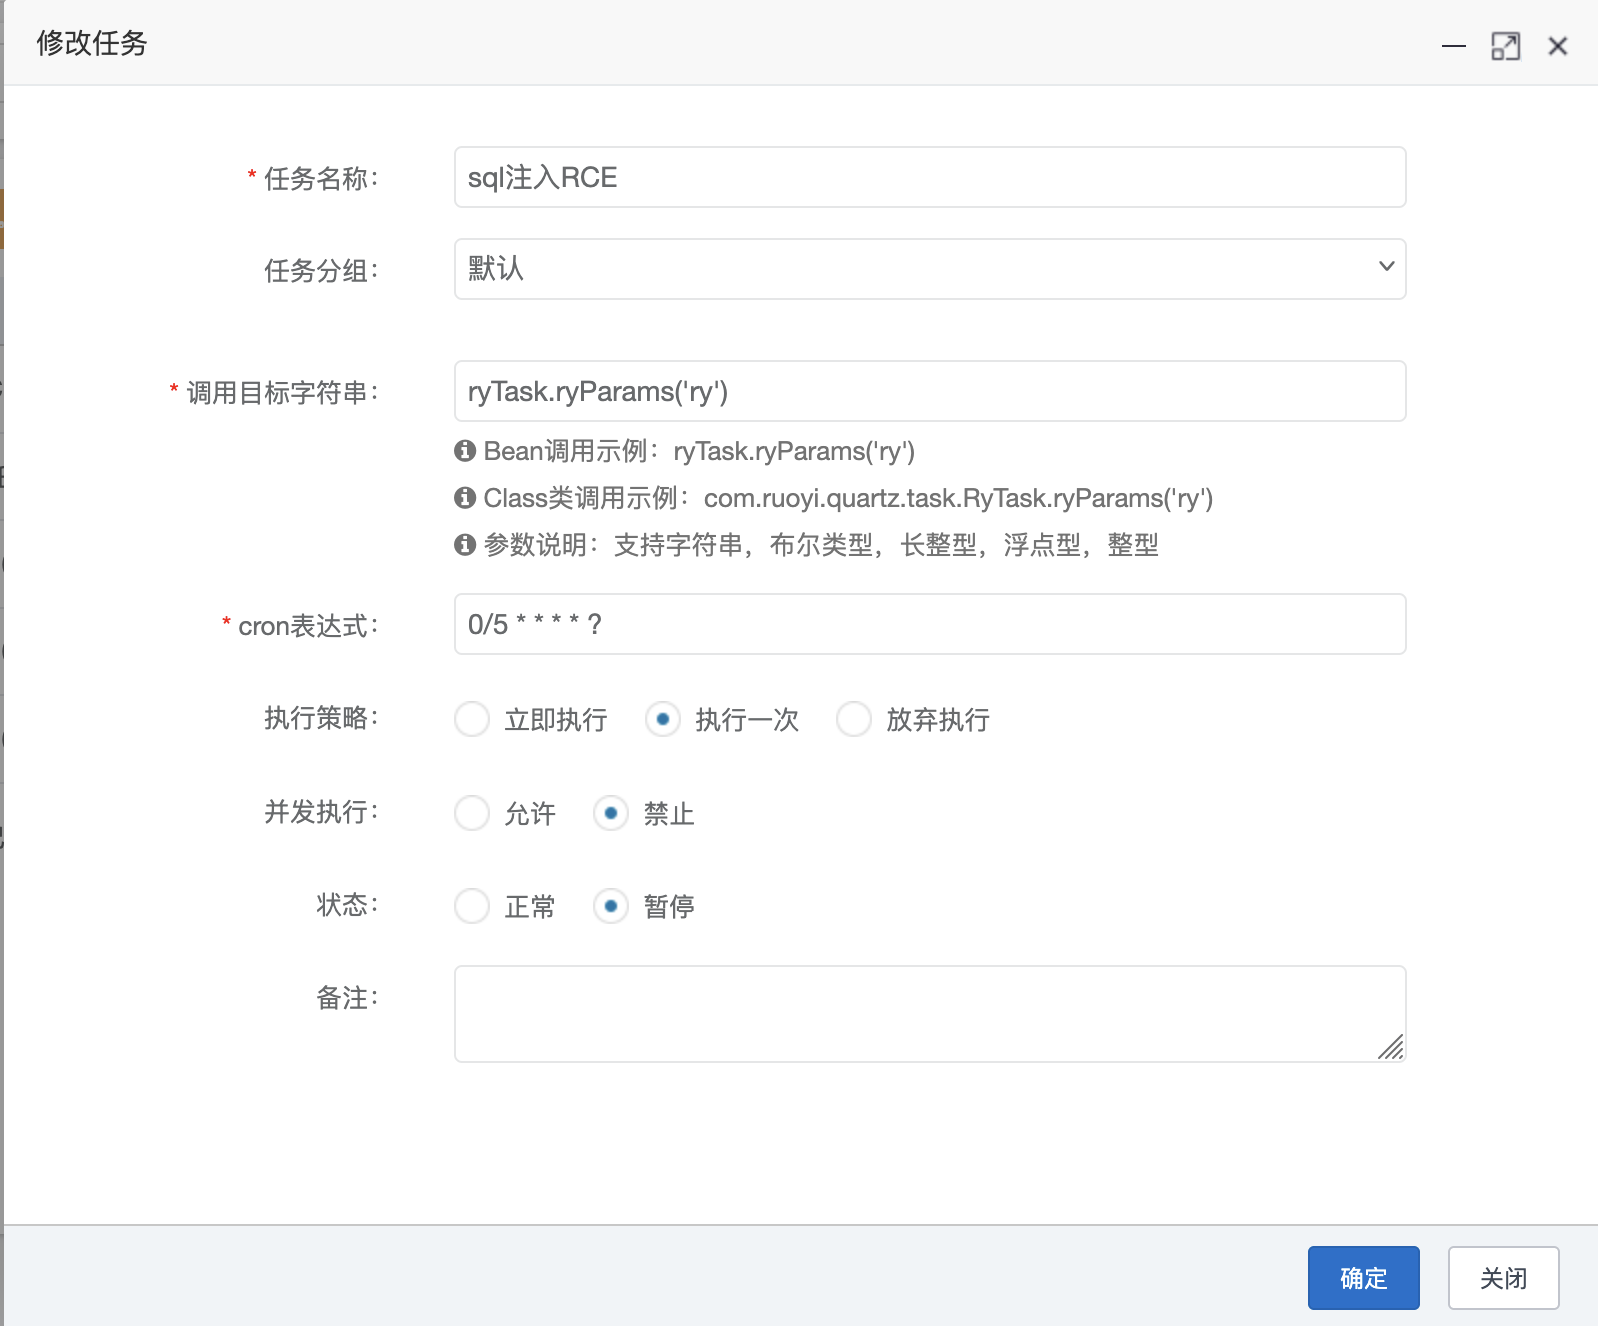 修改任务
* 任务名称: sql注入RCE
任务分组: 默认
* 调用目标字符串: ryTask.ryParams('ry')
Bean调用示例：ryTask.ryParams('ry')
Class类调用示例：com.ruoyi.quartz.task.RyTask.ryParams('ry')
参数说明：支持字符串，布尔类型，长整型，浮点型，整型
* cron表达式: 0/5 * * * * ?
执行策略: 立即执行 执行一次 放弃执行
并发执行: 允许 禁止
状态: 正常 暂停
备注:
确定 关闭